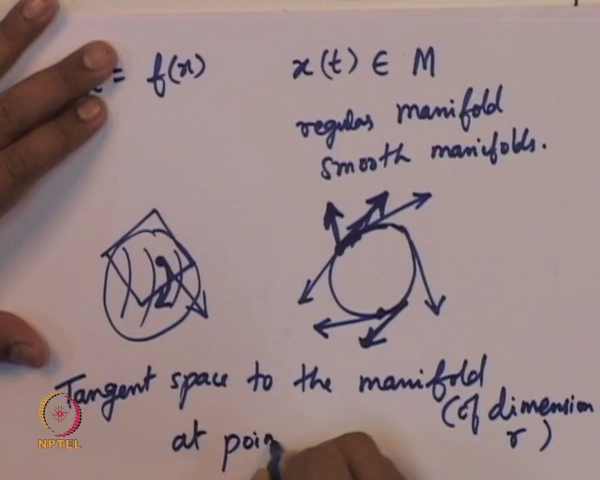 = f(x) x(t) ∈ M
regular manifold
smooth manifolds.
Tangent space to the manifold
(of dimension
r)
at poin
NPTEL